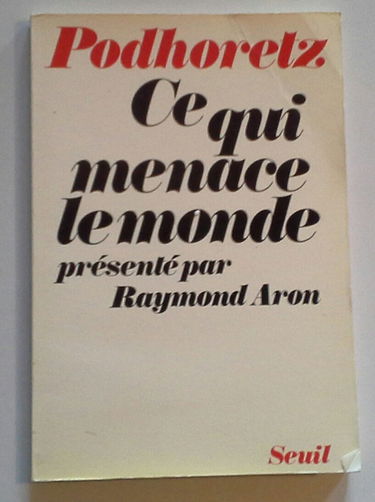 Podhoretz
Ce qui
menace
le monde
présenté par
Raymond Aron
Seuil